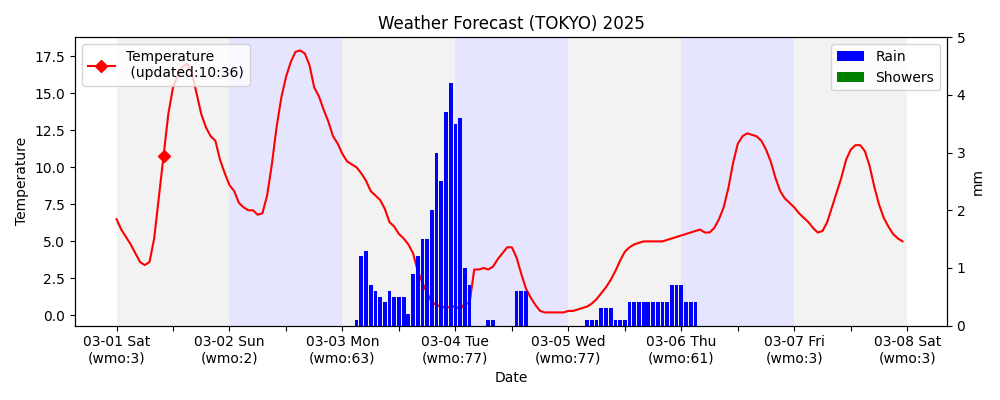 Weather Forecast (TOKYO) 2025
Temperature
(updated:10:36)
Rain
Showers
17.5
15.0
12.5
10.0
7.5
5.0
2.5
0.0
Temperature
5
4
3
2
1
0
mm
03-01 Sat
(wmo:3)
03-02 Sun
(wmo:2)
03-03 Mon
(wmo:63)
03-04 Tue
(wmo:77)
03-05 Wed
(wmo:77)
03-06 Thu
(wmo:61)
03-07 Fri
(wmo:3)
03-08 Sat
(wmo:3)
Date